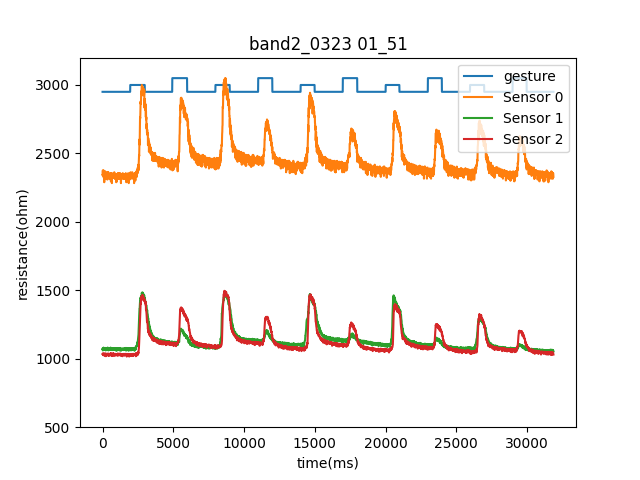 band2_0323 01_51
gesture
Sensor 0
Sensor 1
Sensor 2
resistance(ohm)
3000
2500
2000
1500
1000
500
0 5000 10000 15000 20000 25000 30000
time(ms)